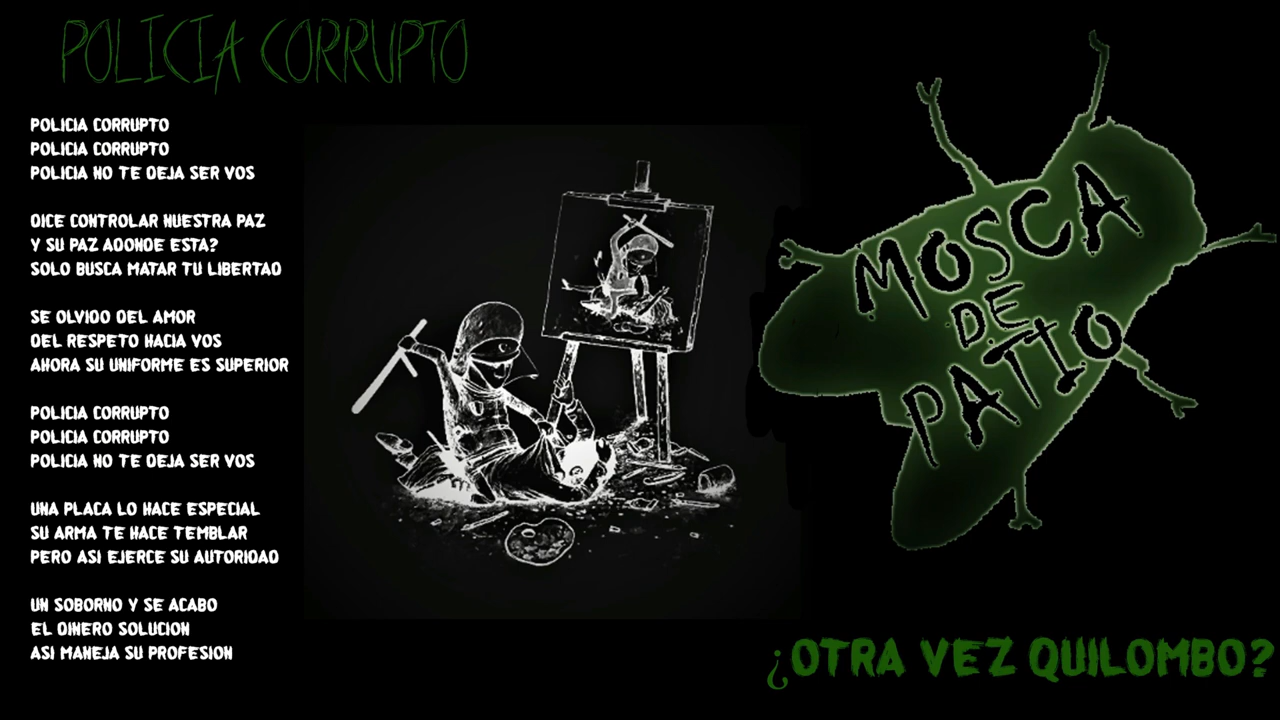 POLICIA CORRUPTO
POLICIA CORRUPTO
POLICIA CORRUPTO
POLICIA NO TE DEJA SER VOS
DICE CONTROLAR NUESTRA PAZ
Y SU PAZ ADONDE ESTA?
SOLO BUSCA MATAR TU LIBERTAD
SE OLVIDO DEL AMOR
DEL RESPETO HACIA VOS
AHORA SU UNIFORME ES SUPERIOR
POLICIA CORRUPTO
POLICIA CORRUPTO
POLICIA NO TE DEJA SER VOS
UNA PLACA LO HACE ESPECIAL
SU ARMA TE HACE TEMBLAR
PERO ASI EJERCE SU AUTORIDAD
UN SOBORNO Y SE ACABO
EL DINERO SOLUCION
ASI MANEJA SU PROFESION
MOSCA
DE
PATIO
¿OTRA VEZ QUILOMBO?